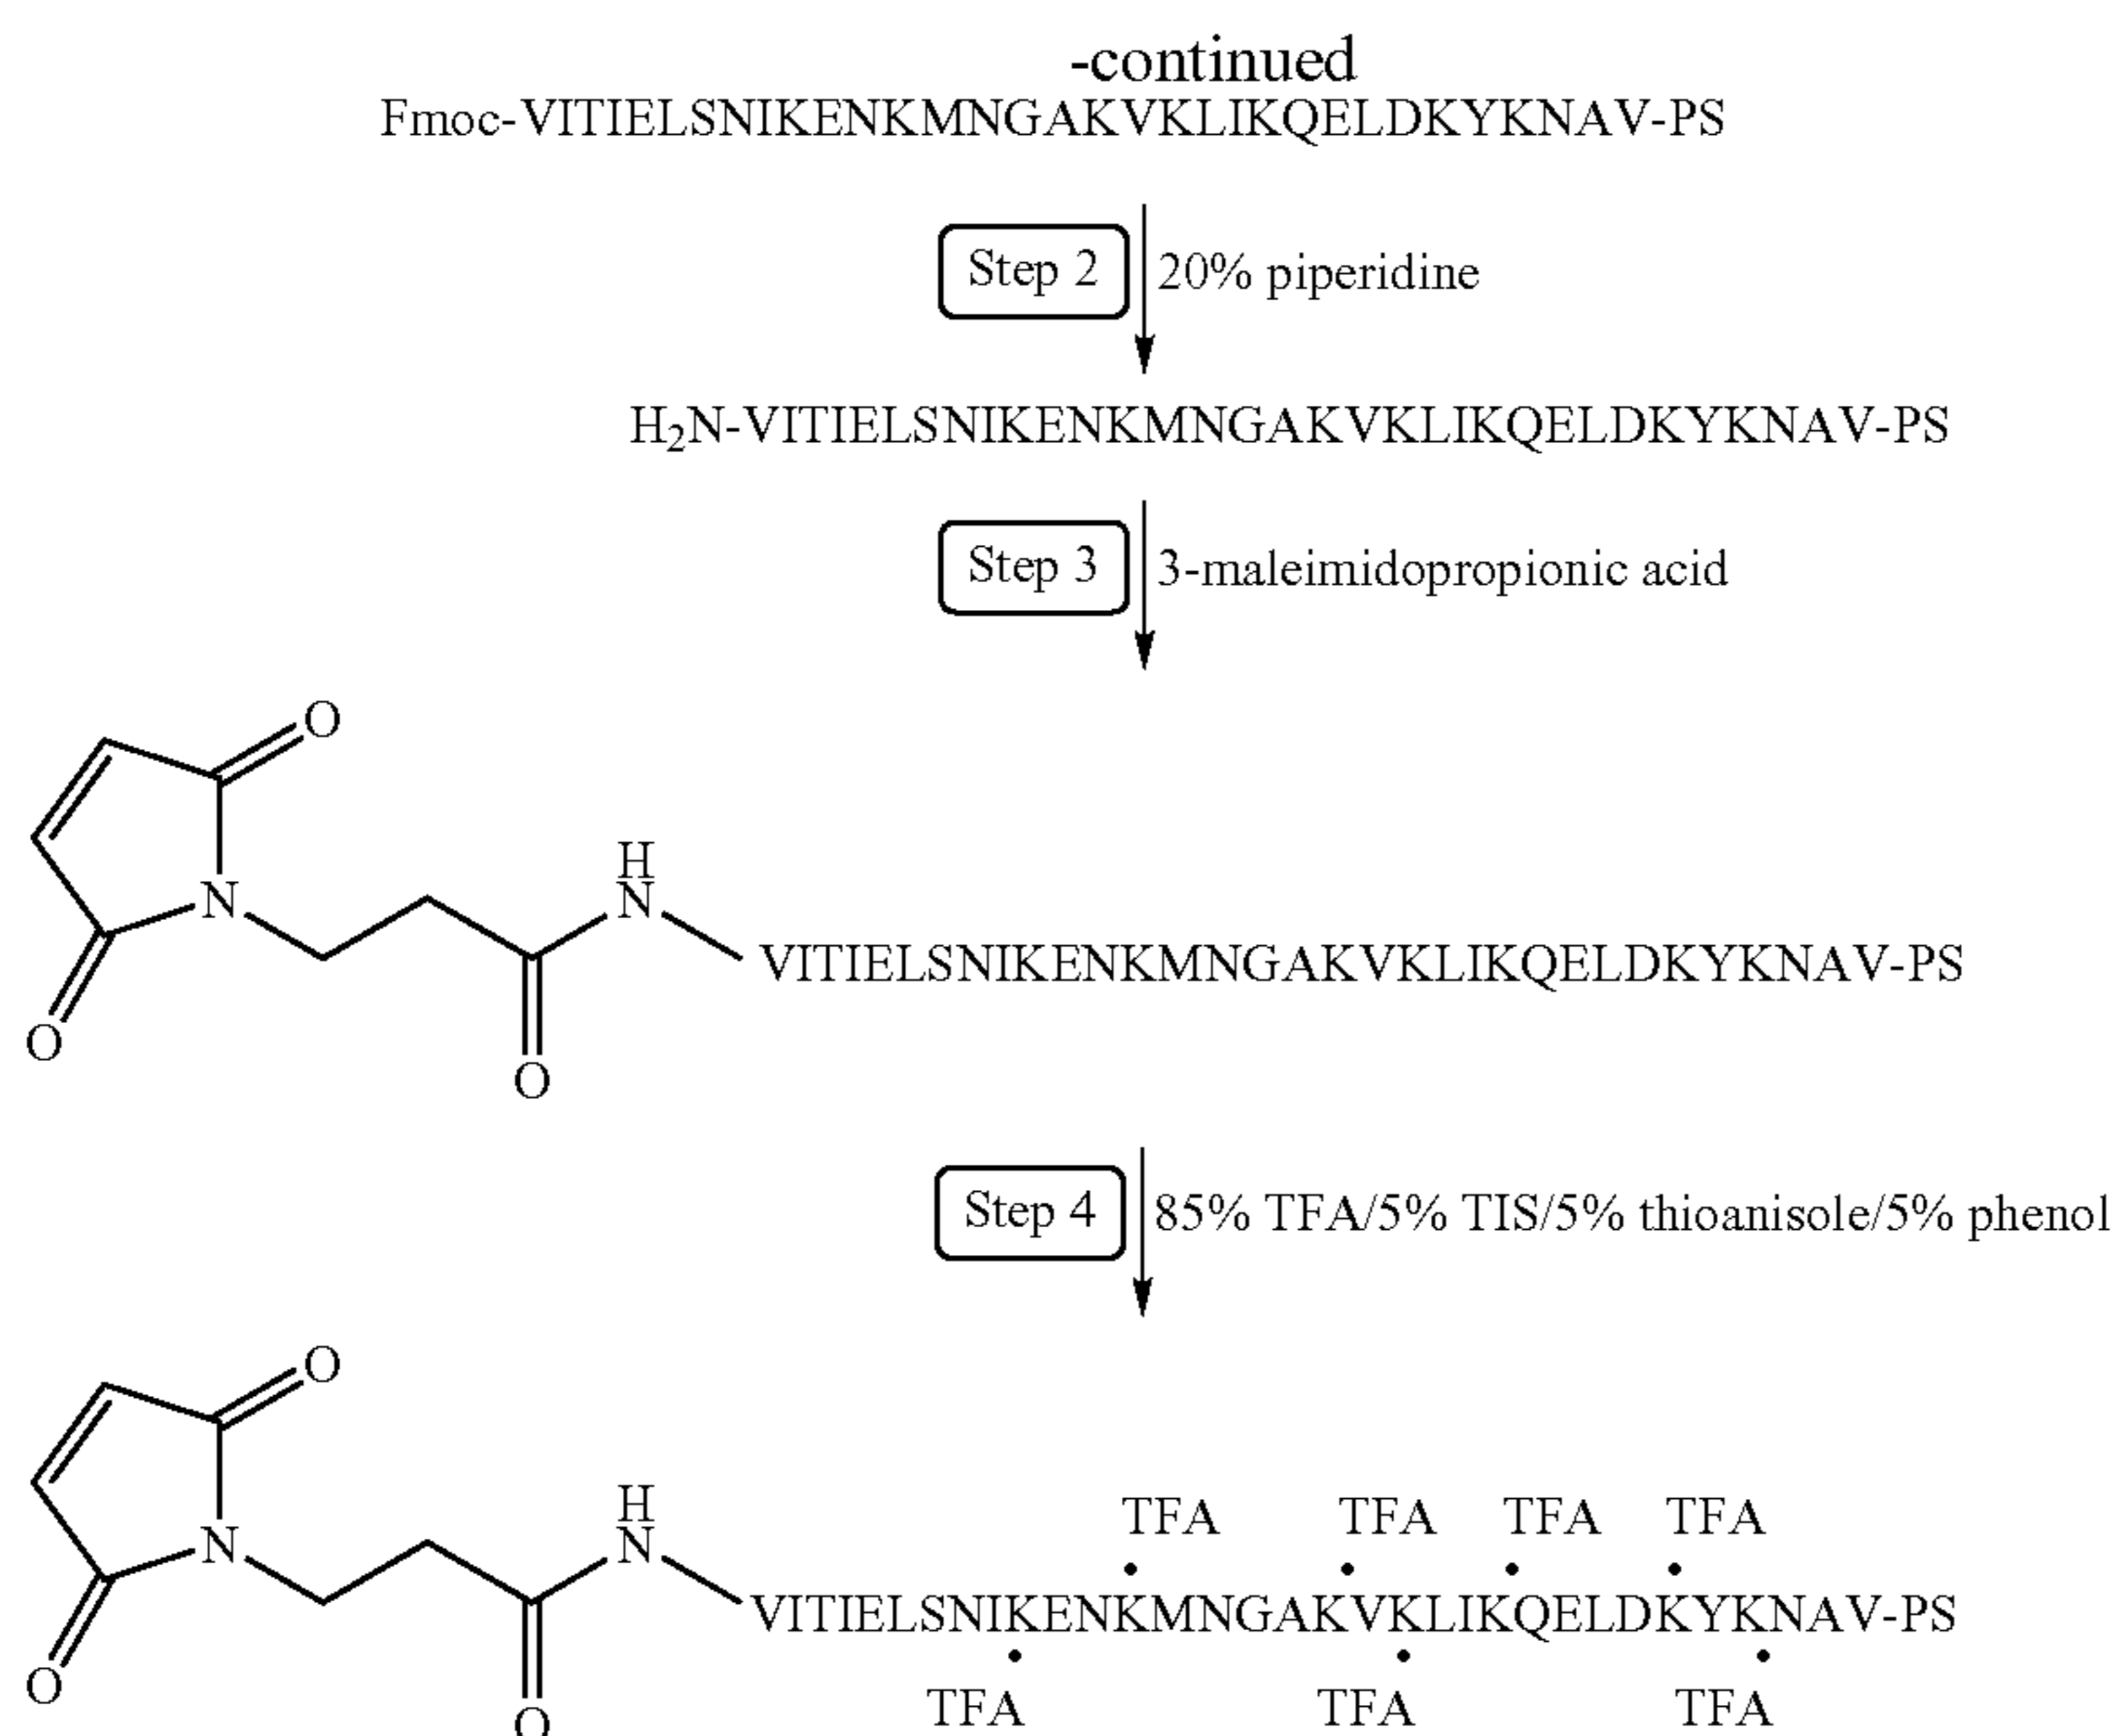 -continued
Fmoc-VITIELSNIKENKMNGAKVKLIKQELDKYKNAV-PS
Step 2 20% piperidine
H₂N-VITIELSNIKENKMNGAKVKLIKQELDKYKNAV-PS
Step 3 3-maleimidopropionic acid
O
H
N
N
VITIELSNIKENKMNGAKVKLIKQELDKYKNAV-PS
O
O
Step 4 85% TFA/5% TIS/5% thioanisole/5% phenol
O
H
TFA TFA TFA TFA
N
N
VITIELSNIKENKMNGAKVKLIKQELDKYKNAV-PS
O
TFA TFA TFA
O